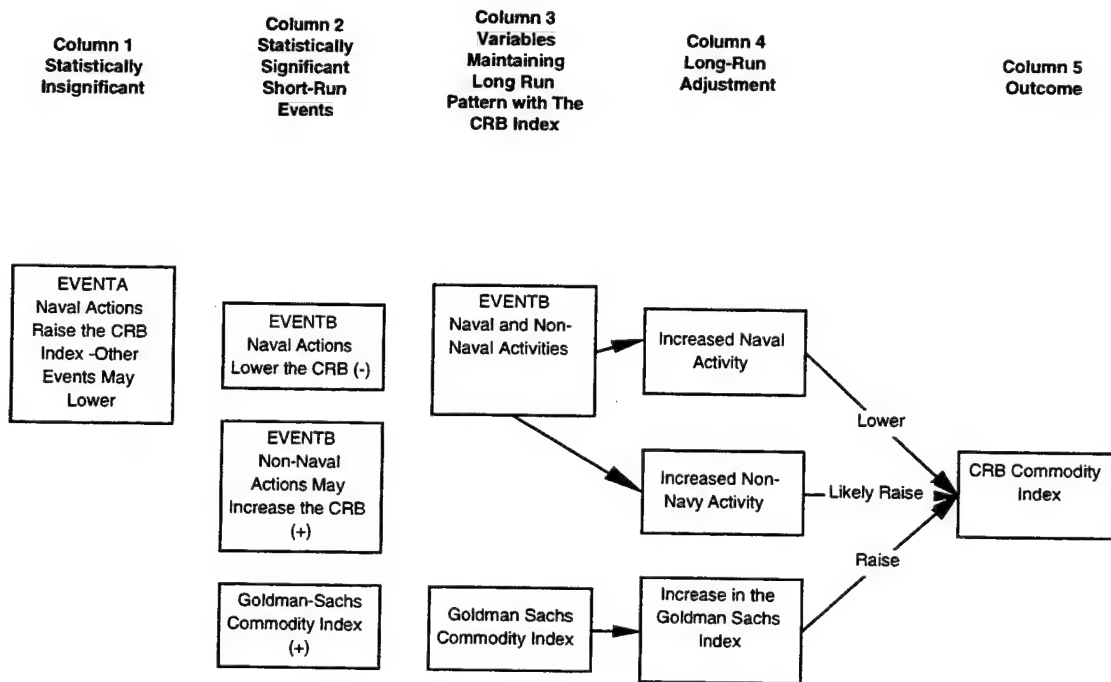 Column 1
Statistically
Insignificant
Column 2
Statistically
Significant
Short-Run
Events
Column 3
Variables
Maintaining
Long Run
Pattern with The
CRB Index
Column 4
Long-Run
Adjustment
Column 5
Outcome
EVENTA
Naval Actions
Raise the CRB
Index -Other
Events May
Lower
EVENTB
Naval Actions
Lower the CRB (-)
EVENTB
Non-Naval
Actions May
Increase the CRB
(+)
Goldman-Sachs
Commodity Index
(+)
EVENTB
Naval and Non-
Naval Activities
Goldman Sachs
Commodity Index
Increased Naval
Activity
Increased Non-
Navy Activity
Increase in the
Goldman Sachs
Index
Lower
Likely Raise
Raise
CRB Commodity
Index